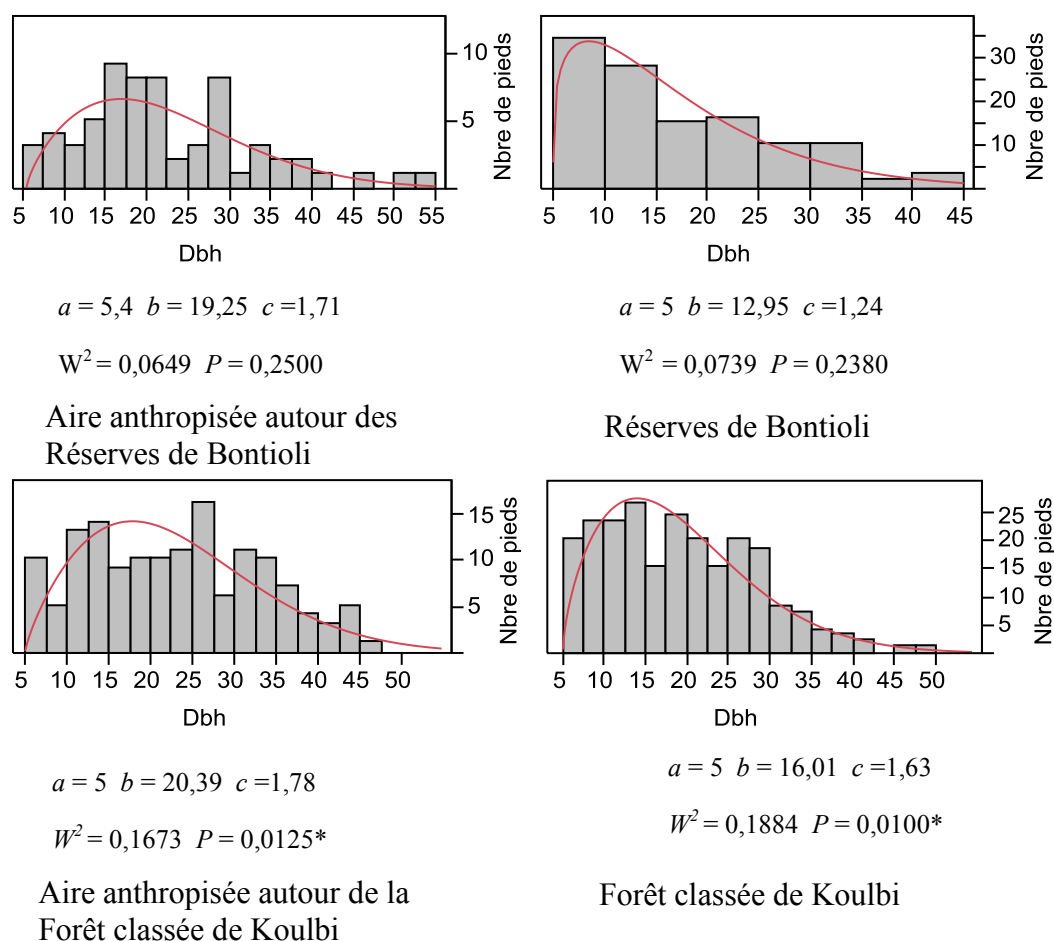 10
5
Nbre de pieds
5 10 15 20 25 30 35 40 45 50 55
Dbh
a = 5,4 b = 19,25 c =1,71
W² = 0,0649 P = 0,2500
Aire anthropisée autour des
Réserves de Bontioli
30
20
10
Nbre de pieds
5 10 15 20 25 30 35 40 45
Dbh
a = 5 b = 12,95 c =1,24
W² = 0,0739 P = 0,2380
Réserves de Bontioli
15
10
5
Nbre de pieds
5 10 15 20 25 30 35 40 45 50
Dbh
a = 5 b = 20,39 c =1,78
W² = 0,1673 P = 0,0125*
Aire anthropisée autour de la
Forêt classée de Koulbi
25
20
15
10
5
Nbre de pieds
5 10 15 20 25 30 35 40 45 50
Dbh
a = 5 b = 16,01 c =1,63
W² = 0,1884 P = 0,0100*
Forêt classée de Koulbi